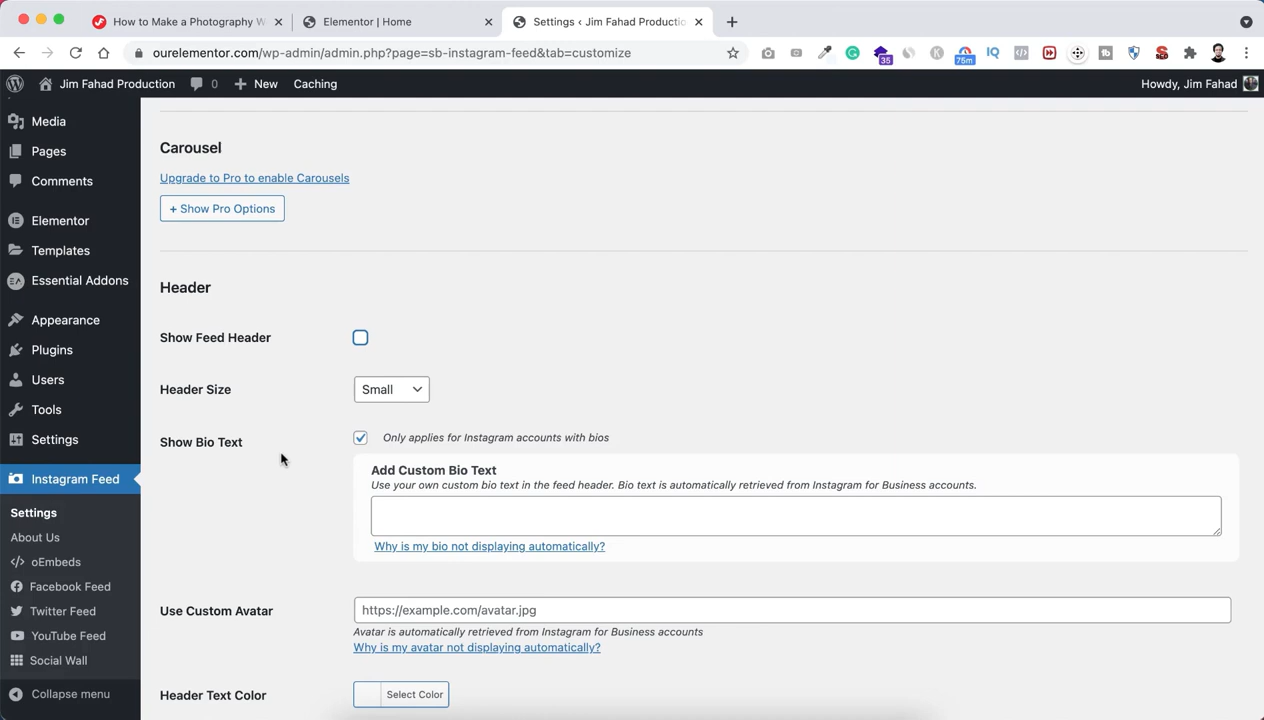 How to Make a Photography W
Elementor | Home
Settings ‹ Jim Fahad Productio
ourelementor.com/wp-admin/admin.php?page=sb-instagram-feed&tab=customize
35
75m
IQ
Jim Fahad Production
0
New
Caching
Howdy, Jim Fahad
Media
Pages
Comments
Elementor
Templates
Essential Addons
Appearance
Plugins
Users
Tools
Settings
Instagram Feed
Settings
About Us
oEmbeds
Facebook Feed
Twitter Feed
YouTube Feed
Social Wall
Collapse menu
Carousel
Upgrade to Pro to enable Carousels
+ Show Pro Options
Header
Show Feed Header
Header Size
Small
Show Bio Text
Only applies for Instagram accounts with bios
Add Custom Bio Text
Use your own custom bio text in the feed header. Bio text is automatically retrieved from Instagram for Business accounts.
Why is my bio not displaying automatically?
Use Custom Avatar
https://example.com/avatar.jpg
Avatar is automatically retrieved from Instagram for Business accounts
Why is my avatar not displaying automatically?
Header Text Color
Select Color